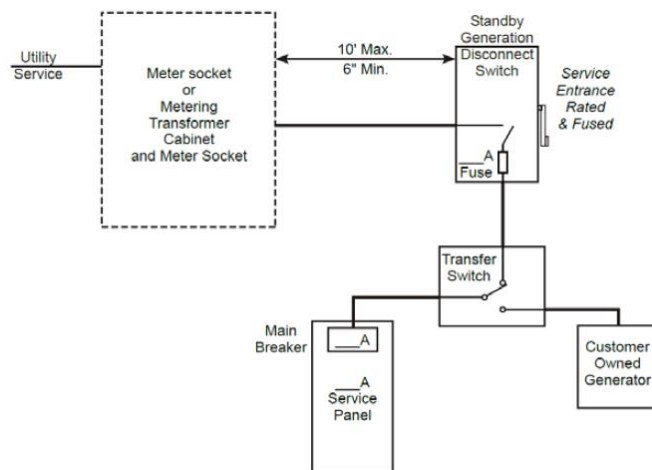 Utility
Service
Meter socket
or
Metering
Transformer
Cabinet
and Meter Socket
10' Max.
6" Min.
Standby
Generation
Disconnect
Switch
Service
Entrance
Rated
& Fused
___A
Fuse
Transfer
Switch
Main
Breaker
___A
___A
Service
Panel
Customer
Owned
Generator